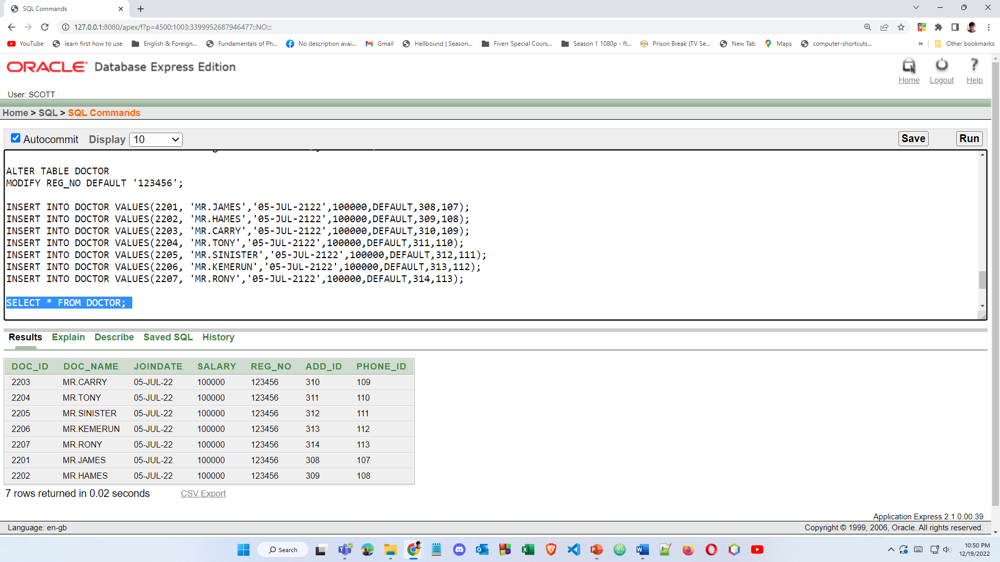 SQL Commands
127.0.0.1:8080/apex/f?p=4500:1003:3399952687946477::NO:::
YouTube learn first how to use English & Foreign... Fundamentals of Ph... No description avai... Gmail Hellbound | Season... Fiverr Special Cours... Season 1 1080p - ft... Prison Break (TV Se... New Tab Maps computer-shortcuts... » Other bookmarks
ORACLE Database Express Edition
Home Logout Help
User: SCOTT
Home > SQL > SQL Commands
Autocommit Display 10 Save Run
ALTER TABLE DOCTOR
MODIFY REG_NO DEFAULT '123456';
INSERT INTO DOCTOR VALUES(2201, 'MR.JAMES','05-JUL-2122',100000,DEFAULT,308,107);
INSERT INTO DOCTOR VALUES(2202, 'MR.HAMES','05-JUL-2122',100000,DEFAULT,309,108);
INSERT INTO DOCTOR VALUES(2203, 'MR.CARRY','05-JUL-2122',100000,DEFAULT,310,109);
INSERT INTO DOCTOR VALUES(2204, 'MR.TONY','05-JUL-2122',100000,DEFAULT,311,110);
INSERT INTO DOCTOR VALUES(2205, 'MR.SINISTER','05-JUL-2122',100000,DEFAULT,312,111);
INSERT INTO DOCTOR VALUES(2206, 'MR.KEMERUN','05-JUL-2122',100000,DEFAULT,313,112);
INSERT INTO DOCTOR VALUES(2207, 'MR.RONY','05-JUL-2122',100000,DEFAULT,314,113);
SELECT * FROM DOCTOR;
Results Explain Describe Saved SQL History
DOC_ID DOC_NAME JOINDATE SALARY REG_NO ADD_ID PHONE_ID
2203 MR.CARRY 05-JUL-22 100000 123456 310 109
2204 MR.TONY 05-JUL-22 100000 123456 311 110
2205 MR.SINISTER 05-JUL-22 100000 123456 312 111
2206 MR.KEMERUN 05-JUL-22 100000 123456 313 112
2207 MR.RONY 05-JUL-22 100000 123456 314 113
2201 MR.JAMES 05-JUL-22 100000 123456 308 107
2202 MR.HAMES 05-JUL-22 100000 123456 309 108
7 rows returned in 0.02 seconds CSV Export
Application Express 2.1.0.00.39
Language: en-gb Copyright © 1999, 2006, Oracle. All rights reserved.
Search
10:50 PM
12/19/2022